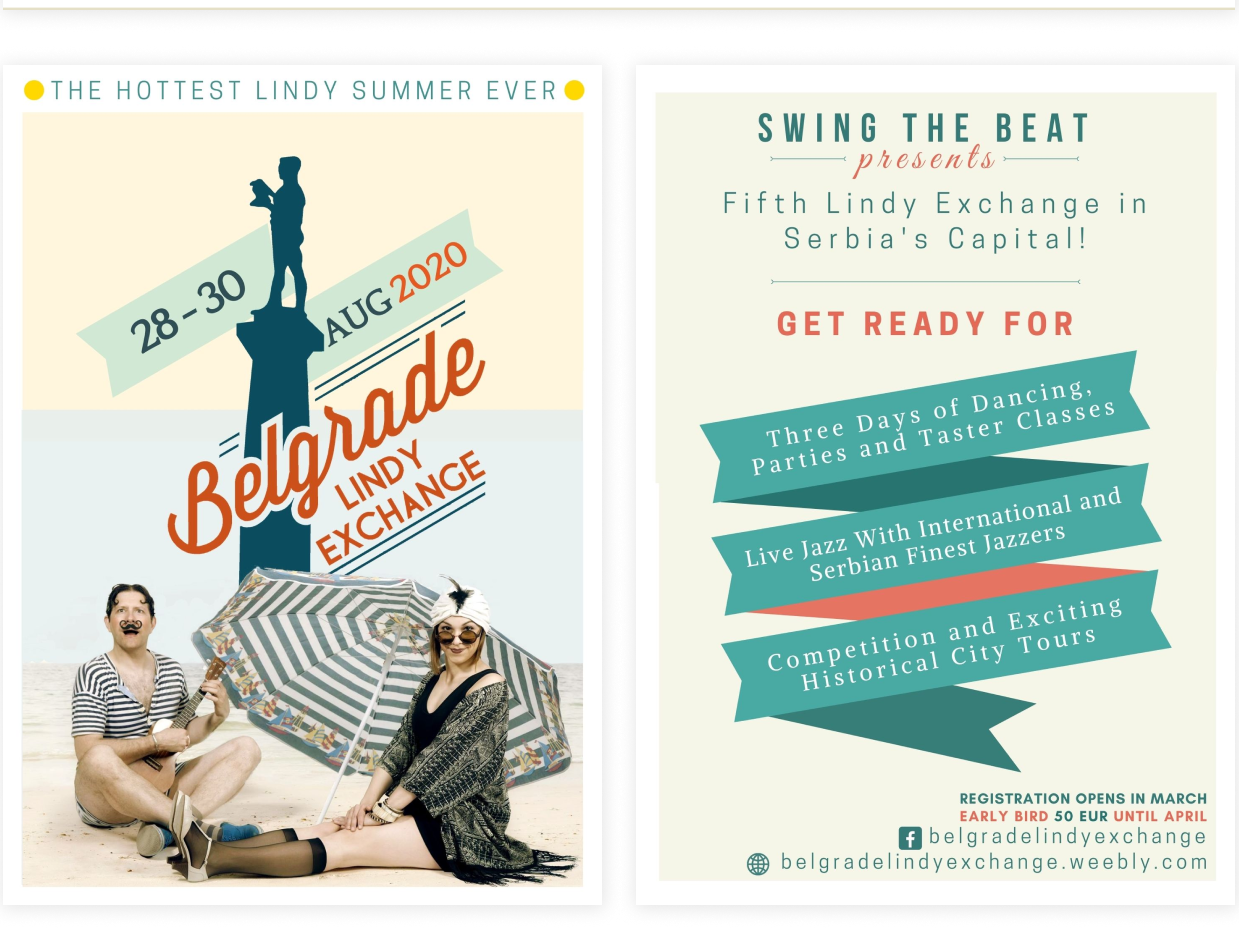 THE HOTTEST LINDY SUMMER EVER
28-30
AUG 2020
Belgrade
LINDY
EXCHANGE
SWING THE BEAT
presents
Fifth Lindy Exchange in
Serbia's Capital!
GET READY FOR
Three Days of Dancing,
Parties and Taster Classes
Live Jazz With International and
Serbian Finest Jazzers
Competition and Exciting
Historical City Tours
REGISTRATION OPENS IN MARCH
EARLY BIRD 50 EUR UNTIL APRIL
belgradelindyexchange
belgradelindyexchange.weebly.com